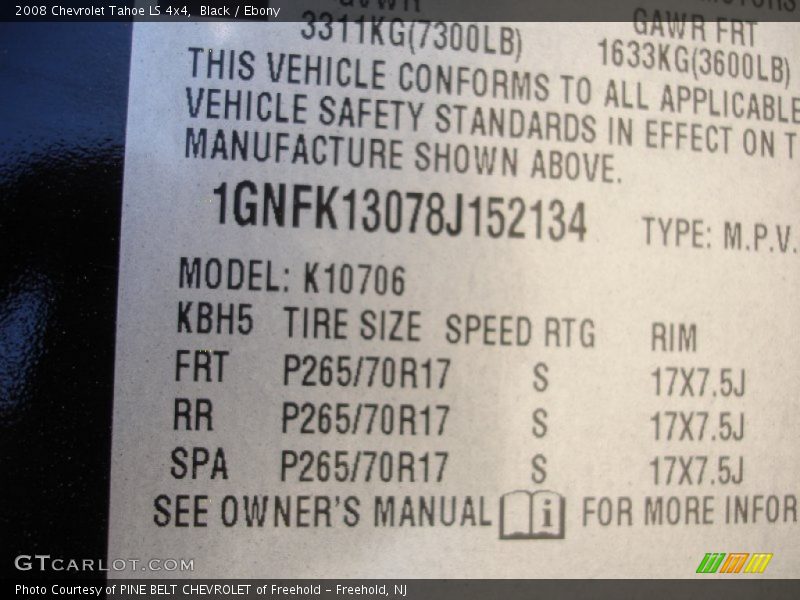 2008 Chevrolet Tahoe LS 4x4, Black / Ebony
GVWR
3311KG(7300LB)
GAWR FRT
1633KG(3600LB)
THIS VEHICLE CONFORMS TO ALL APPLICABLE
VEHICLE SAFETY STANDARDS IN EFFECT ON T
MANUFACTURE SHOWN ABOVE.
1GNFK13078J152134 TYPE: M.P.V.
MODEL: K10706
KBH5 TIRE SIZE SPEED RTG RIM
FRT P265/70R17 S 17X7.5J
RR P265/70R17 S 17X7.5J
SPA P265/70R17 S 17X7.5J
SEE OWNER'S MANUAL i FOR MORE INFOR
GTcarlot.com
Photo Courtesy of PINE BELT CHEVROLET of Freehold - Freehold, NJ